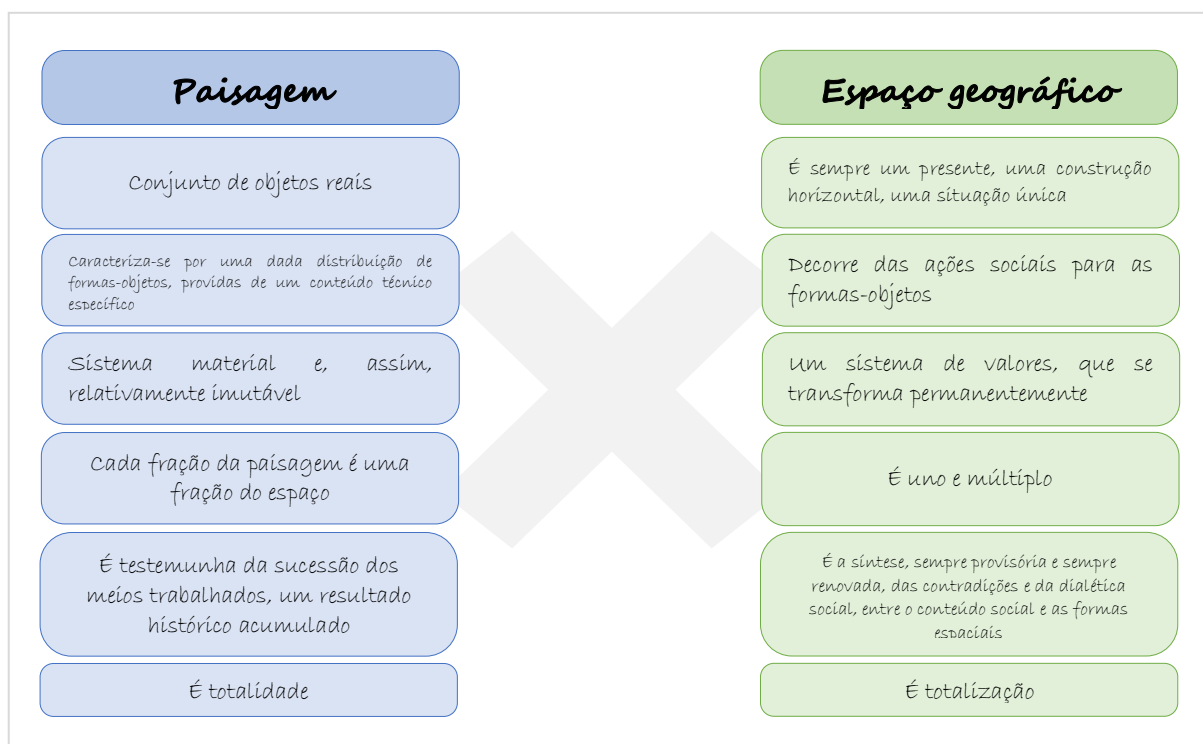 Paisagem
Conjunto de objetos reais
Caracteriza-se por uma dada distribuição de
formas-objetos, providas de um conteúdo técnico
específico
Sistema material e, assim,
relativamente imutável
Cada fração da paisagem é uma
fração do espaço
É testemunha da sucessão dos
meios trabalhados, um resultado
histórico acumulado
É totalidade
Espaço geográfico
É sempre um presente, uma construção
horizontal, uma situação única
Decorre das ações sociais para as
formas-objetos
Um sistema de valores, que se
transforma permanentemente
É uno e múltiplo
É a síntese, sempre provisória e sempre
renovada, das contradições e da dialética
social, entre o conteúdo social e as formas
espaciais
É totalização